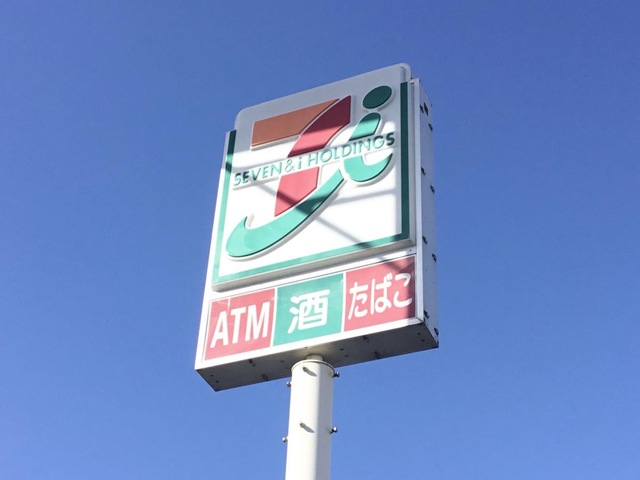 SEVEN & i HOLDINGS
ATM 酒 たばこ